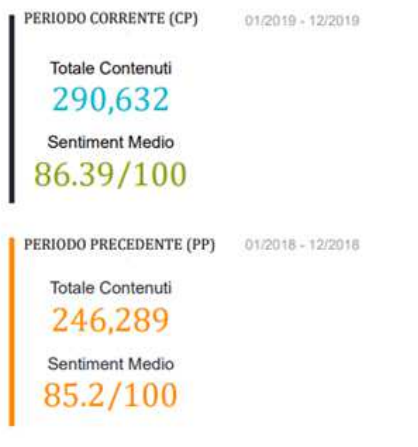 PERIODO CORRENTE (CP) 01/2019 - 12/2019
Totale Contenuti
290,632
Sentiment Medio
86.39/100
PERIODO PRECEDENTE (PP) 01/2018 - 12/2018
Totale Contenuti
246,289
Sentiment Medio
85.2/100